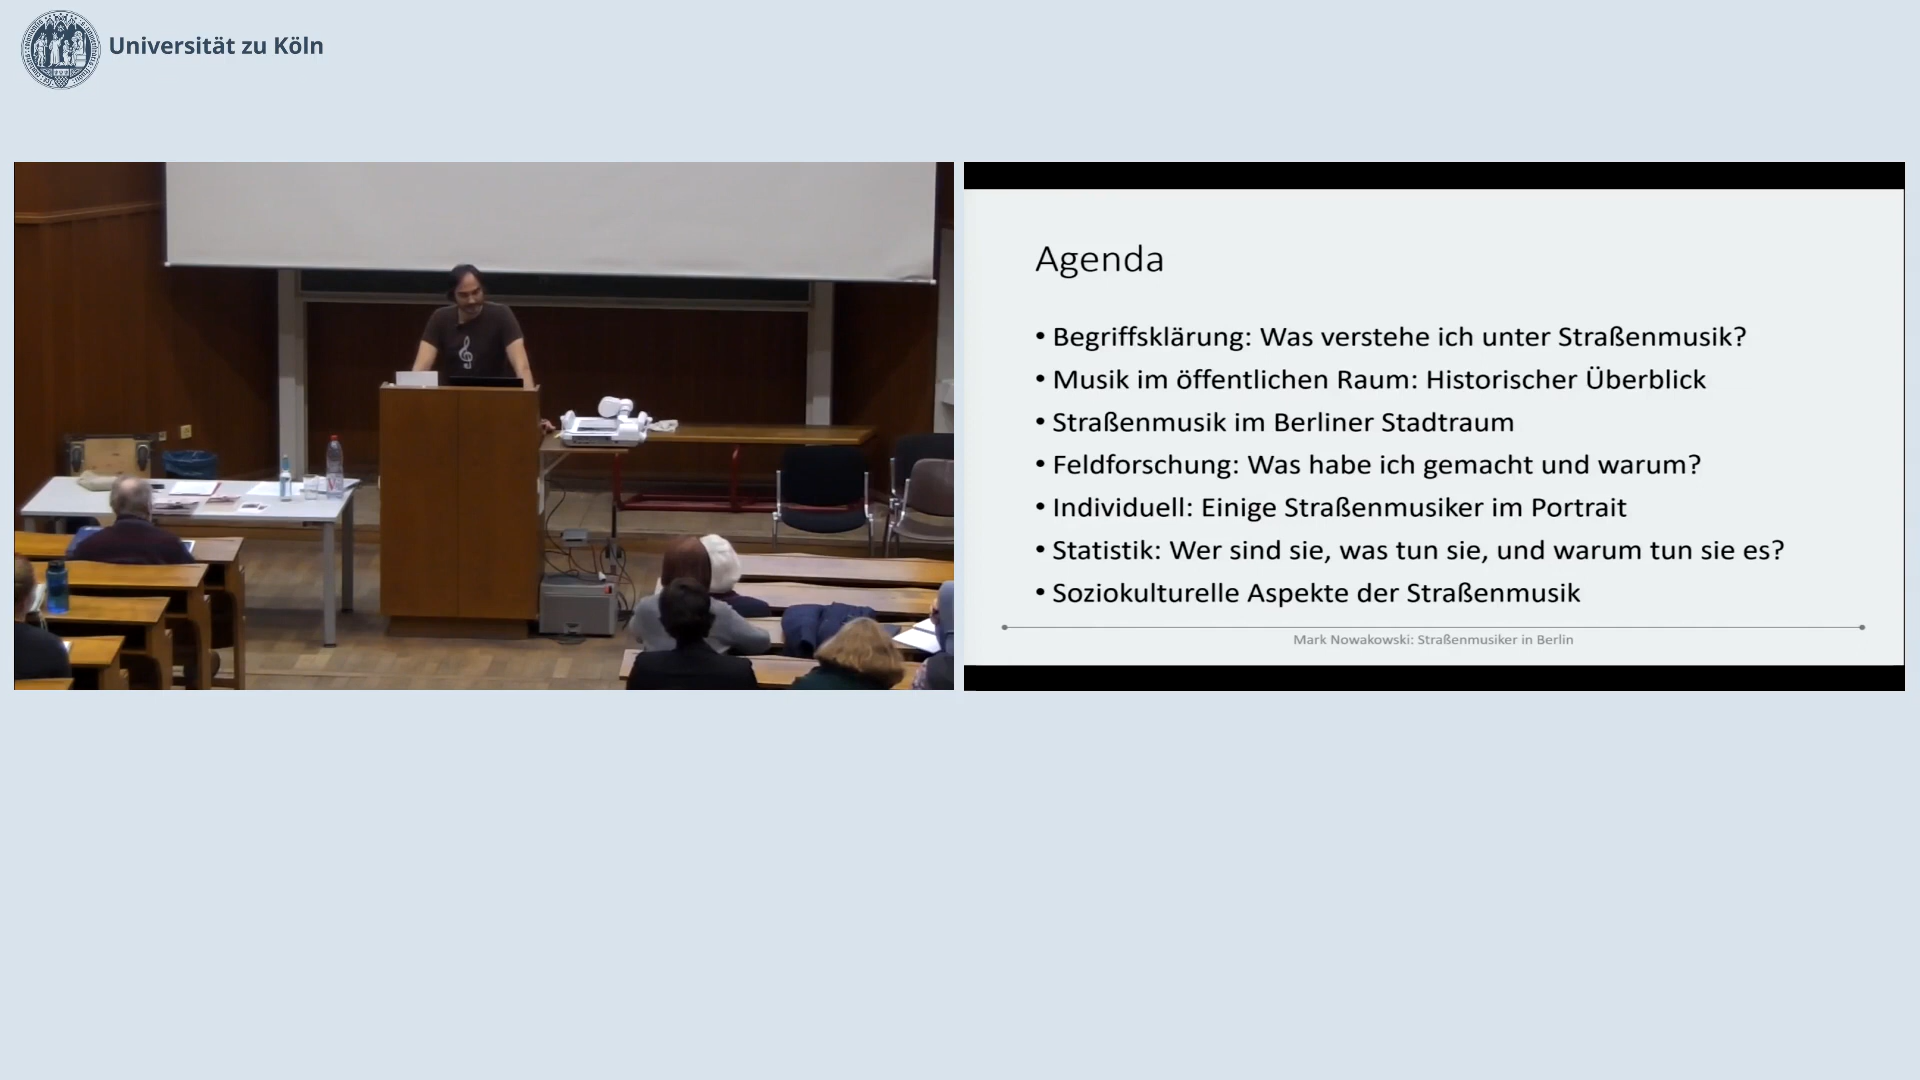 Universität zu Köln
Agenda
• Begriffsklärung: Was verstehe ich unter Straßenmusik?
• Musik im öffentlichen Raum: Historischer Überblick
• Straßenmusik im Berliner Stadtraum
• Feldforschung: Was habe ich gemacht und warum?
• Individuell: Einige Straßenmusiker im Portrait
• Statistik: Wer sind sie, was tun sie, und warum tun sie es?
• Soziokulturelle Aspekte der Straßenmusik
Mark Nowakowski: Straßenmusiker in Berlin